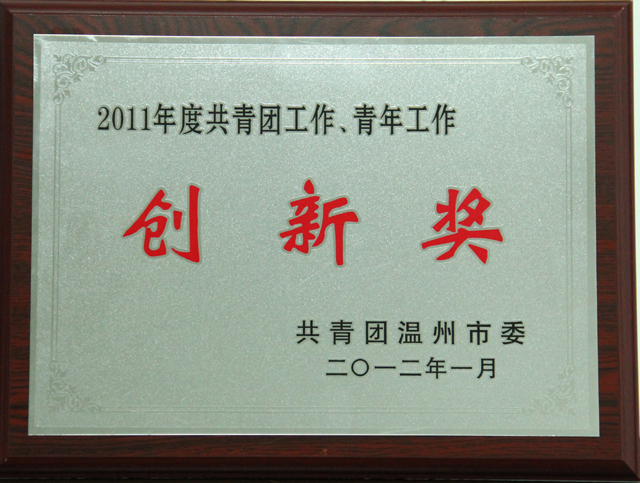 2011年度共青团工作、青年工作
创新奖
共青团温州市委
二〇一二年一月